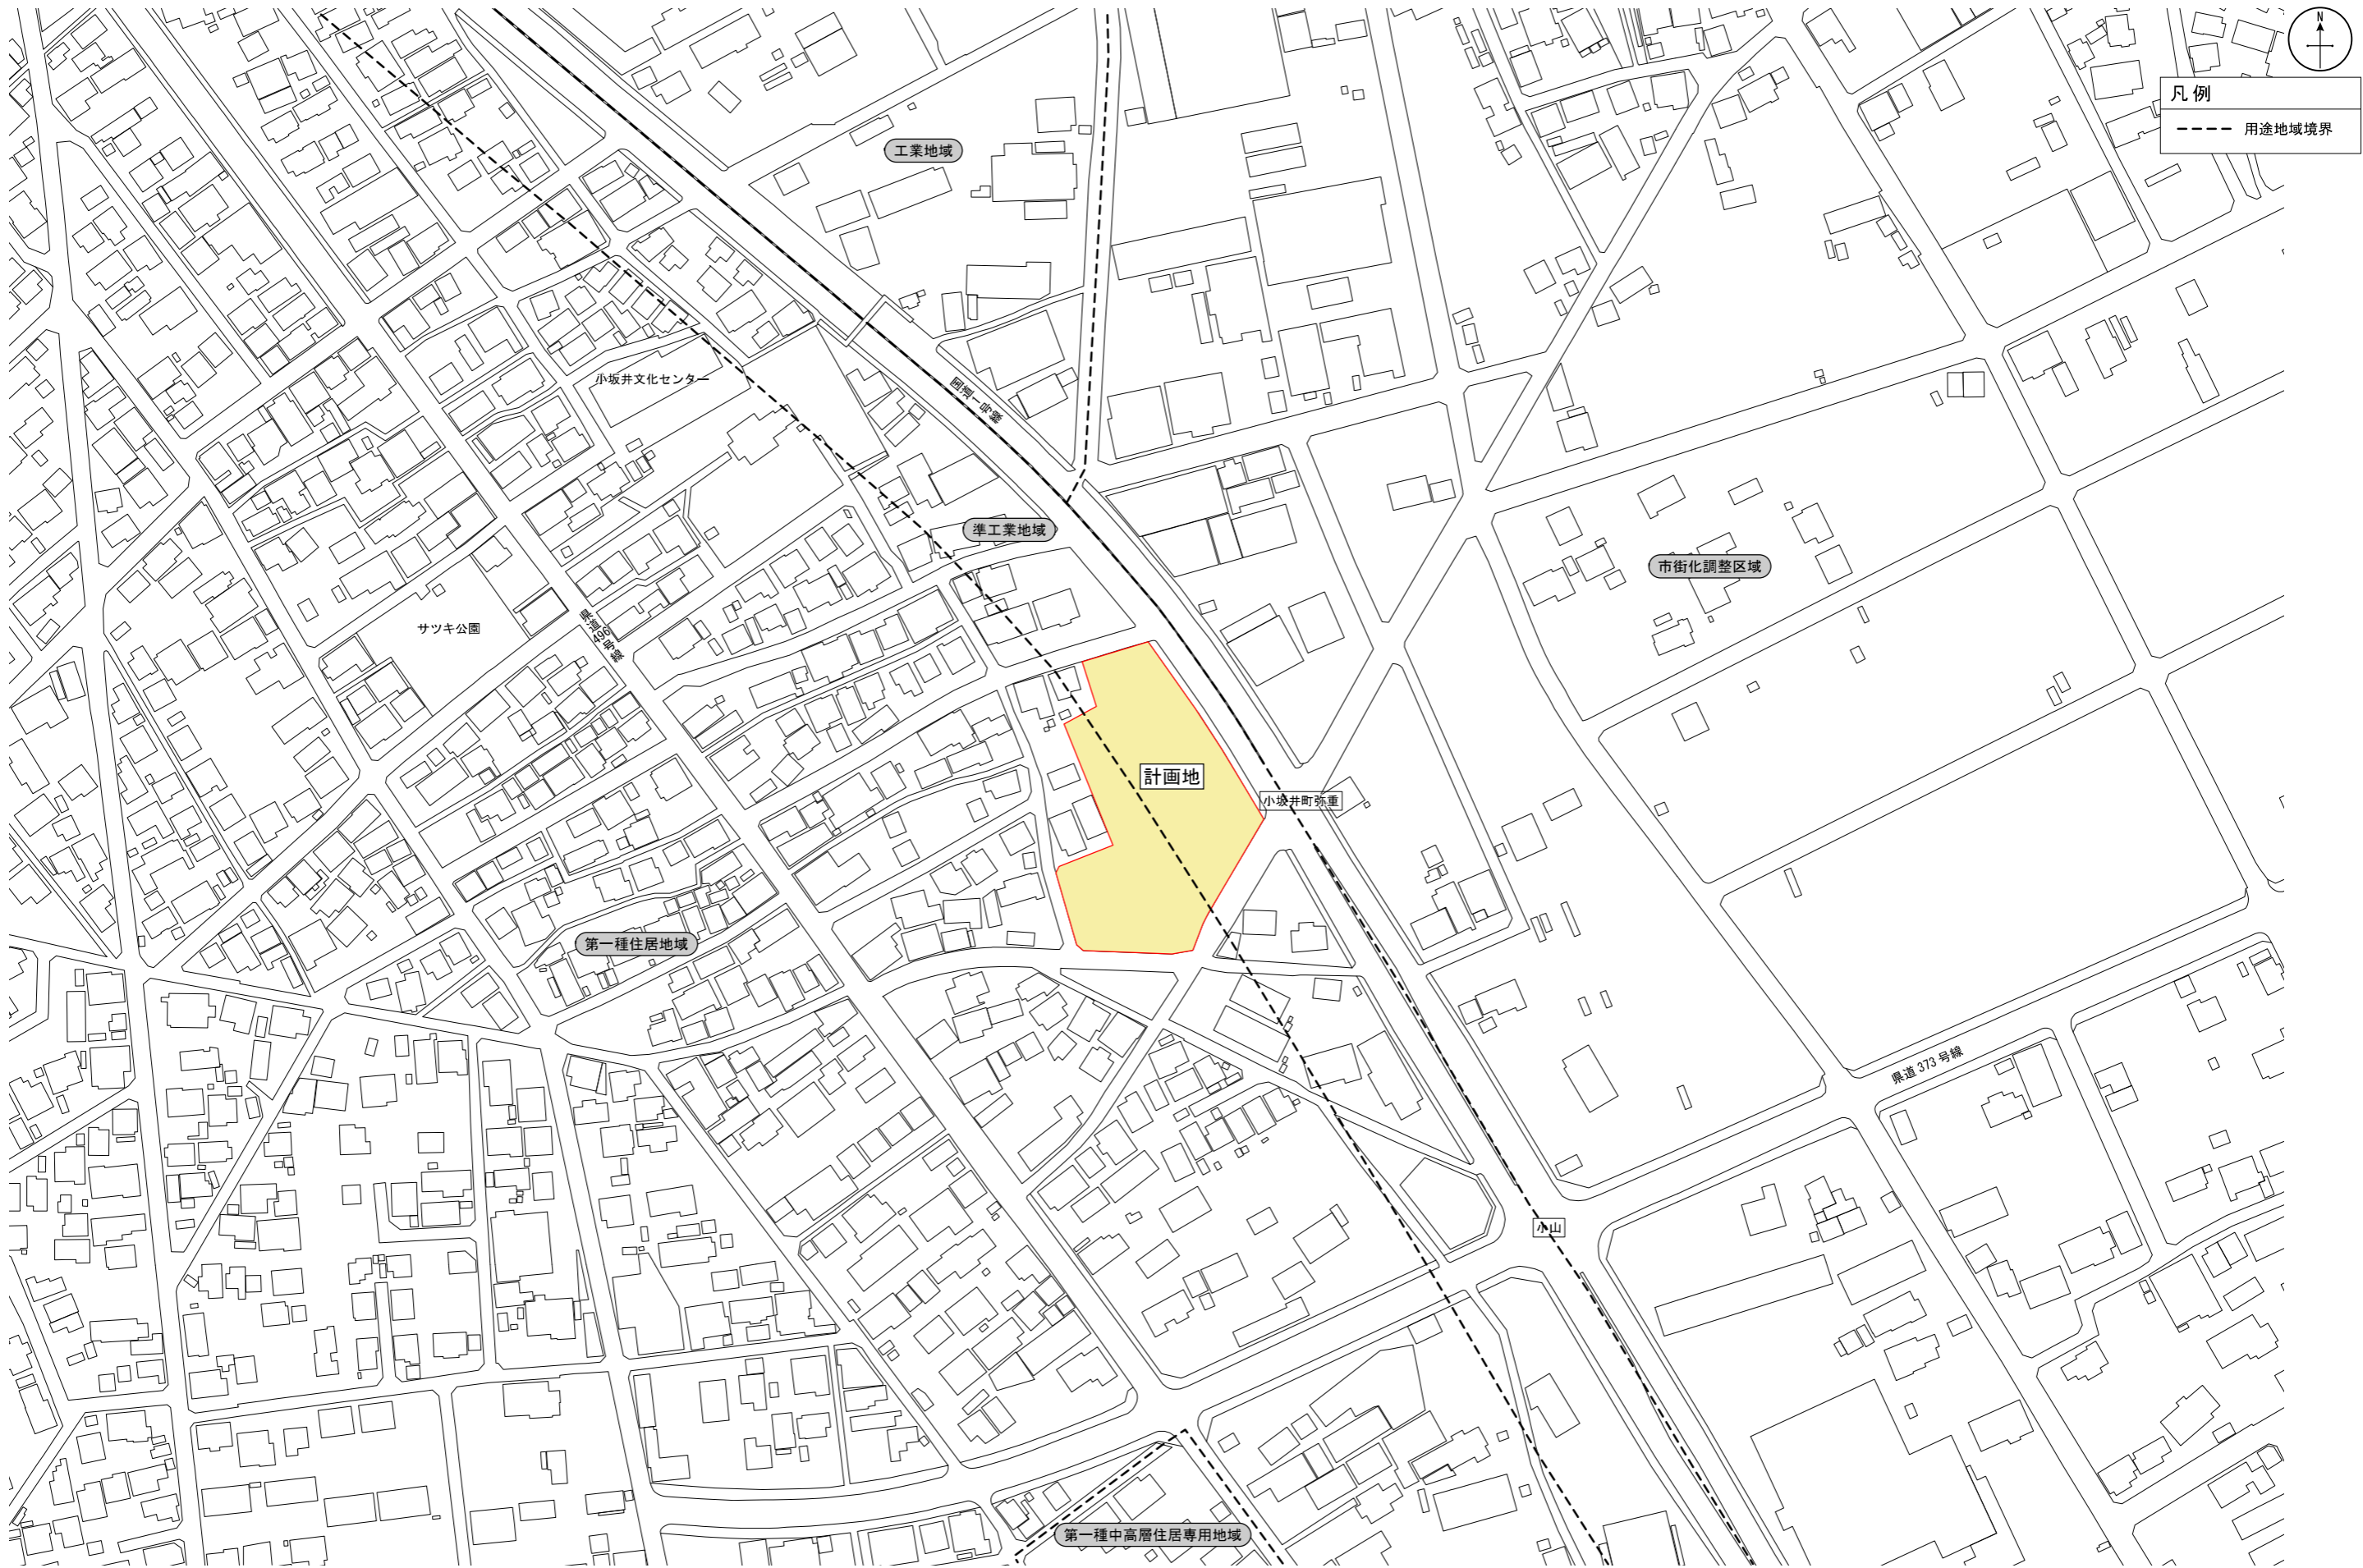 N
凡例
用途地域境界
工業地域
小坂井文化センター
国道1号線
準工業地域
市街化調整区域
サツキ公園
県道496号線
計画地
小坂井町弥重
第一種住居地域
県道 373 号線
小山
第一種中高層住居専用地域